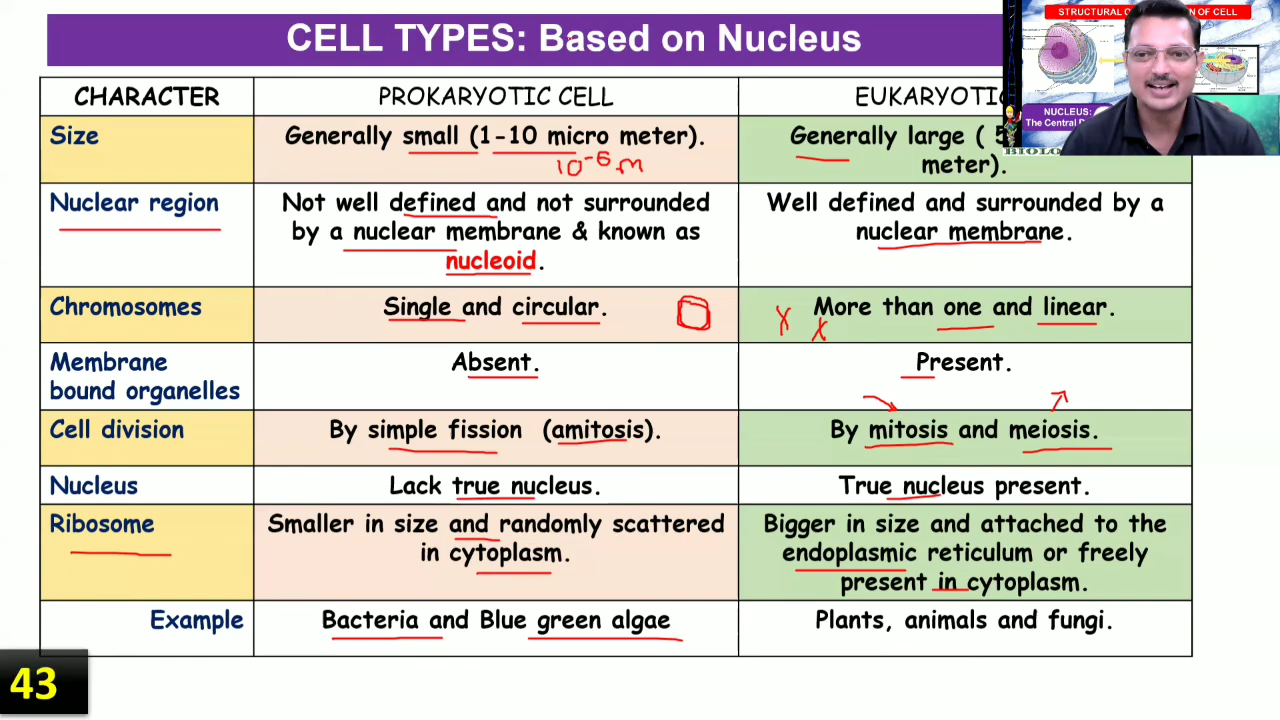 CELL TYPES: Based on Nucleus
STRUCTURAL ON OF CELL
NUCLEUS:
The Central
BIOLO
CHARACTER
PROKARYOTIC CELL
EUKARYOTIC
Size
Generally small (1-10 micro meter).
10⁻⁶ m
Generally large ( 5
meter).
Nuclear region
Not well defined and not surrounded
by a nuclear membrane & known as
nucleoid.
Well defined and surrounded by a
nuclear membrane.
Chromosomes
Single and circular.
More than one and linear.
Membrane
bound organelles
Absent.
Present.
Cell division
By simple fission (amitosis).
By mitosis and meiosis.
Nucleus
Lack true nucleus.
True nucleus present.
Ribosome
Smaller in size and randomly scattered
in cytoplasm.
Bigger in size and attached to the
endoplasmic reticulum or freely
present in cytoplasm.
Example
Bacteria and Blue green algae
Plants, animals and fungi.
43